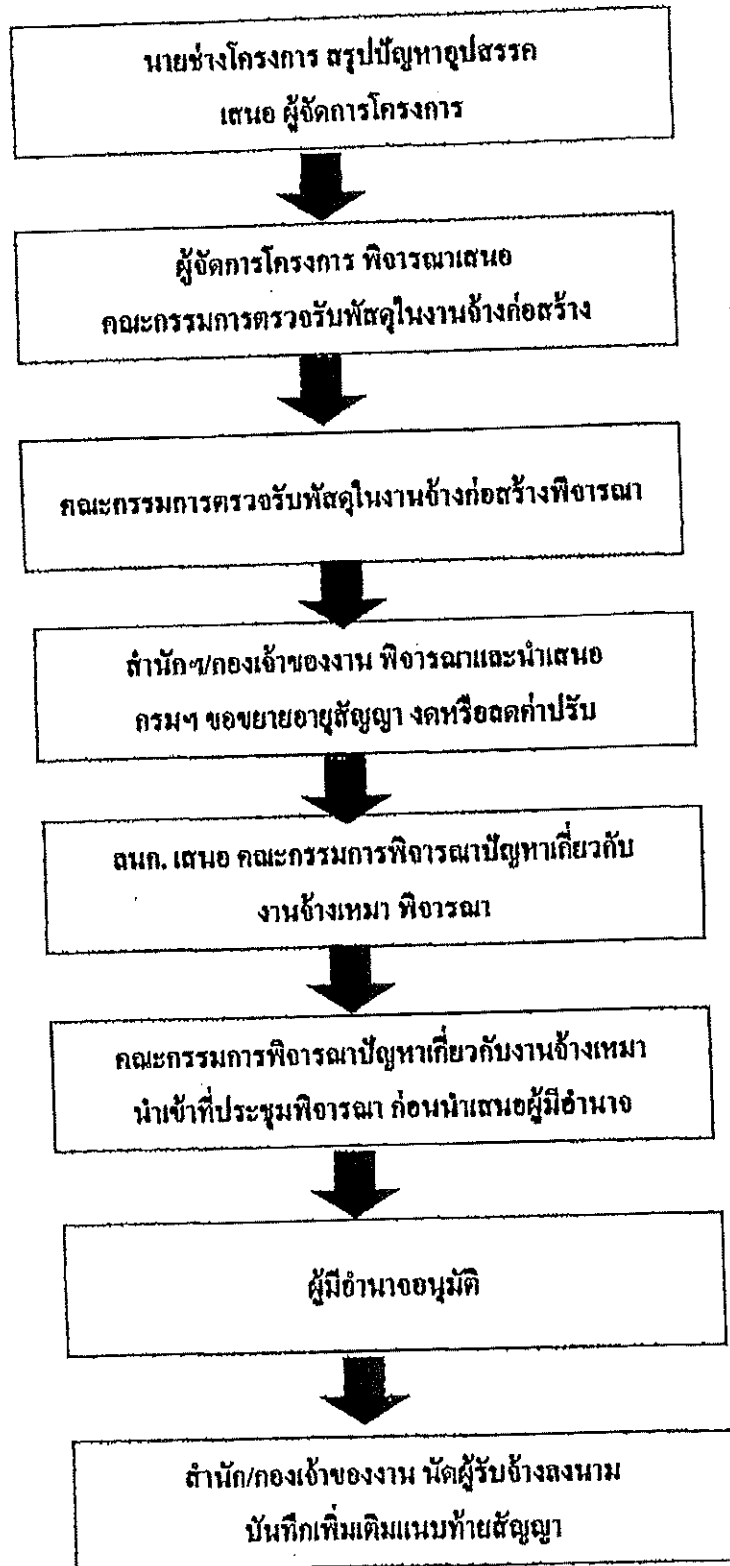 นายช่างโครงการ สรุปปัญหาอุปสรรค
เสนอ ผู้จัดการโครงการ
ผู้จัดการโครงการ พิจารณาเสนอ
คณะกรรมการตรวจรับพัสดุในงานจ้างก่อสร้าง
คณะกรรมการตรวจรับพัสดุในงานจ้างก่อสร้างพิจารณา
สำนักฯ/กองเจ้าของงาน พิจารณาและนำเสนอ
กรมฯ ขอขยายอายุสัญญา งดหรือลดค่าปรับ
ลนก. เสนอ คณะกรรมการพิจารณาปัญหาเกี่ยวกับ
งานจ้างเหมา พิจารณา
คณะกรรมการพิจารณาปัญหาเกี่ยวกับงานจ้างเหมา
นำเข้าที่ประชุมพิจารณา ก่อนนำเสนอผู้มีอำนาจ
ผู้มีอำนาจอนุมัติ
สำนัก/กองเจ้าของงาน นัดผู้รับจ้างลงนาม
บันทึกเพิ่มเติมแนบท้ายสัญญา